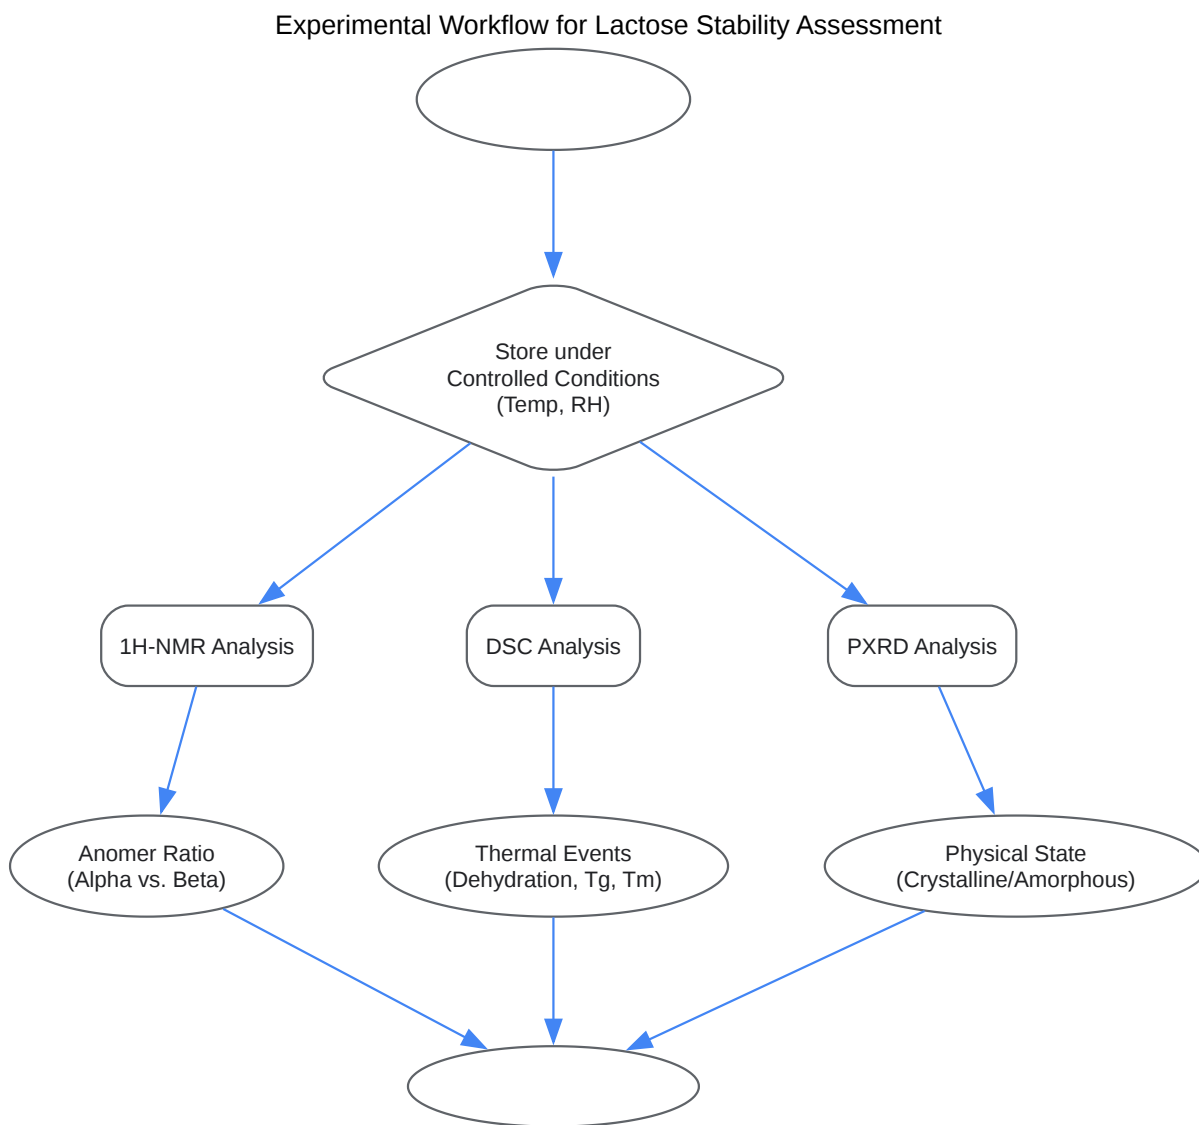 Experimental Workflow for Lactose Stability Assessment
Store under
Controlled Conditions
(Temp, RH)
1H-NMR Analysis
DSC Analysis
PXRD Analysis
Anomer Ratio
(Alpha vs. Beta)
Thermal Events
(Dehydration, Tg, Tm)
Physical State
(Crystalline/Amorphous)